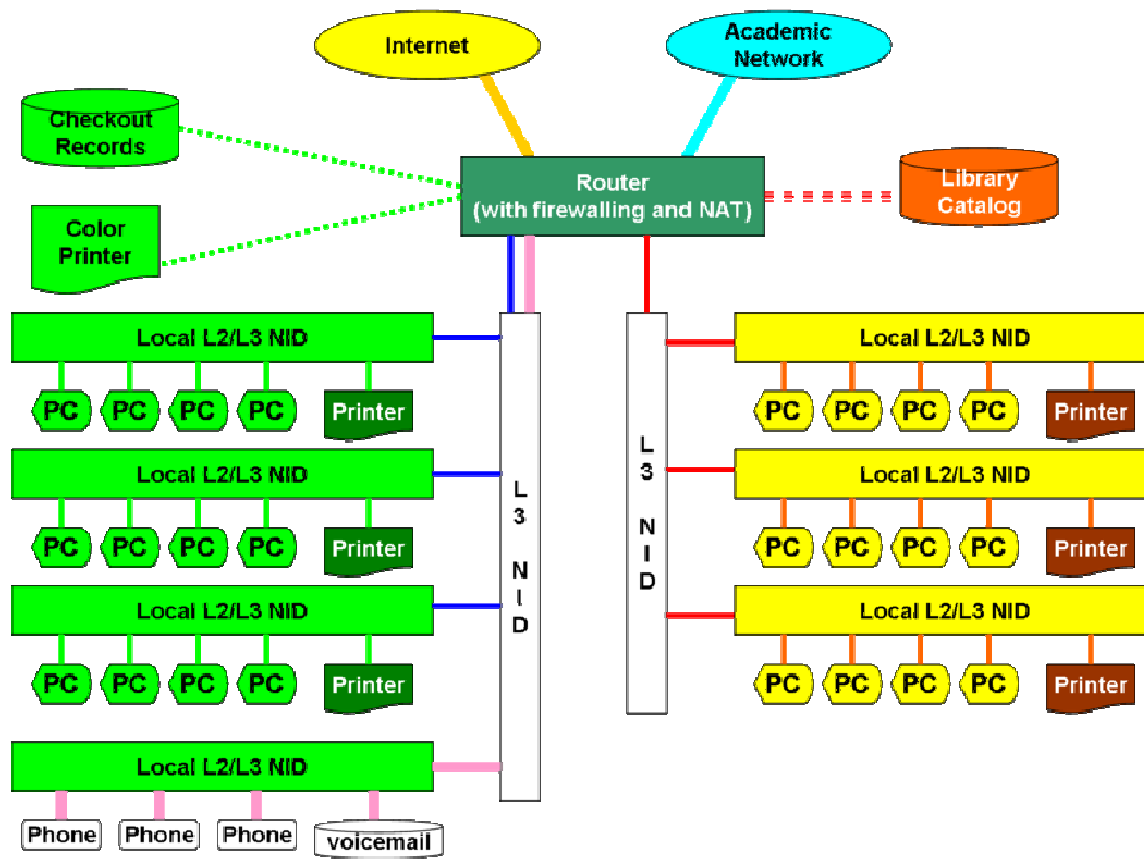 Internet
Academic
Network
Checkout
Records
Router
(with firewalling and NAT)
Library
Catalog
Color
Printer
Local L2/L3 NID
PC PC PC PC Printer
Local L2/L3 NID
PC PC PC PC Printer
Local L2/L3 NID
PC PC PC PC Printer
Local L2/L3 NID
Phone Phone Phone voicemail
L
3
N
I
D
L
3
N
I
D
Local L2/L3 NID
PC PC PC PC Printer
Local L2/L3 NID
PC PC PC PC Printer
Local L2/L3 NID
PC PC PC PC Printer